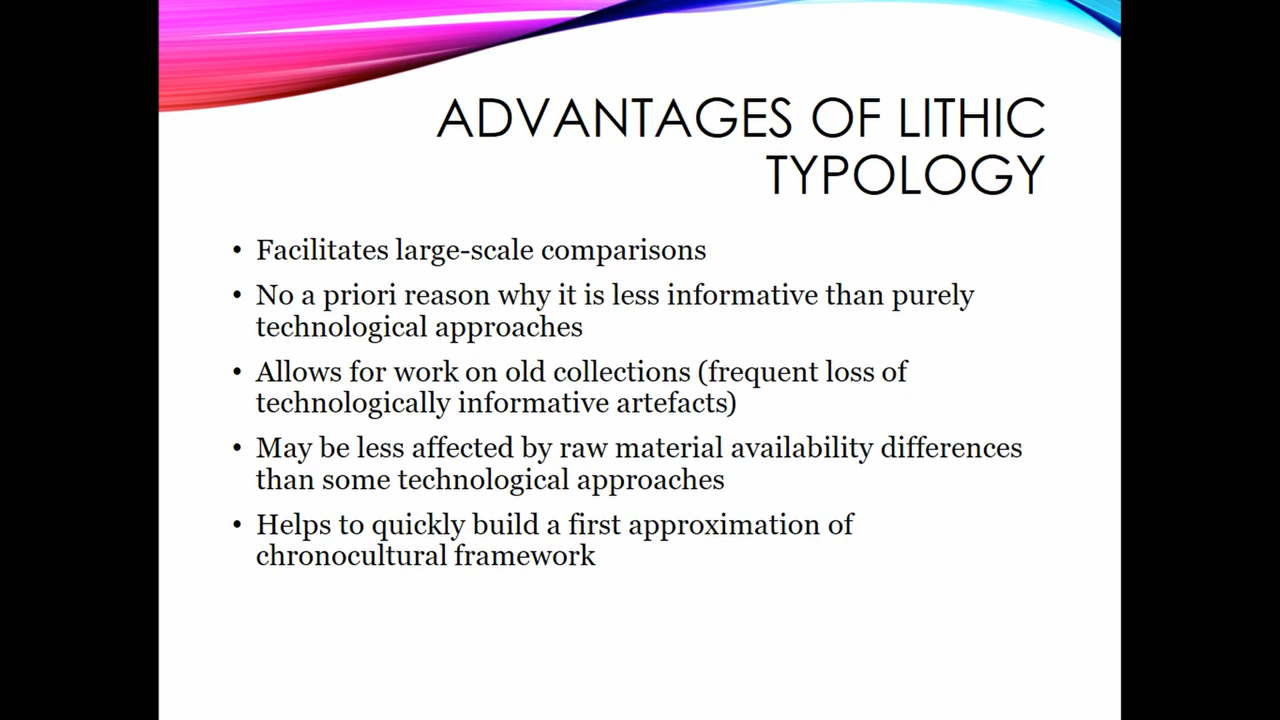 ADVANTAGES OF LITHIC
TYPOLOGY
• Facilitates large-scale comparisons
• No a priori reason why it is less informative than purely
technological approaches
• Allows for work on old collections (frequent loss of
technologically informative artefacts)
• May be less affected by raw material availability differences
than some technological approaches
• Helps to quickly build a first approximation of
chronocultural framework